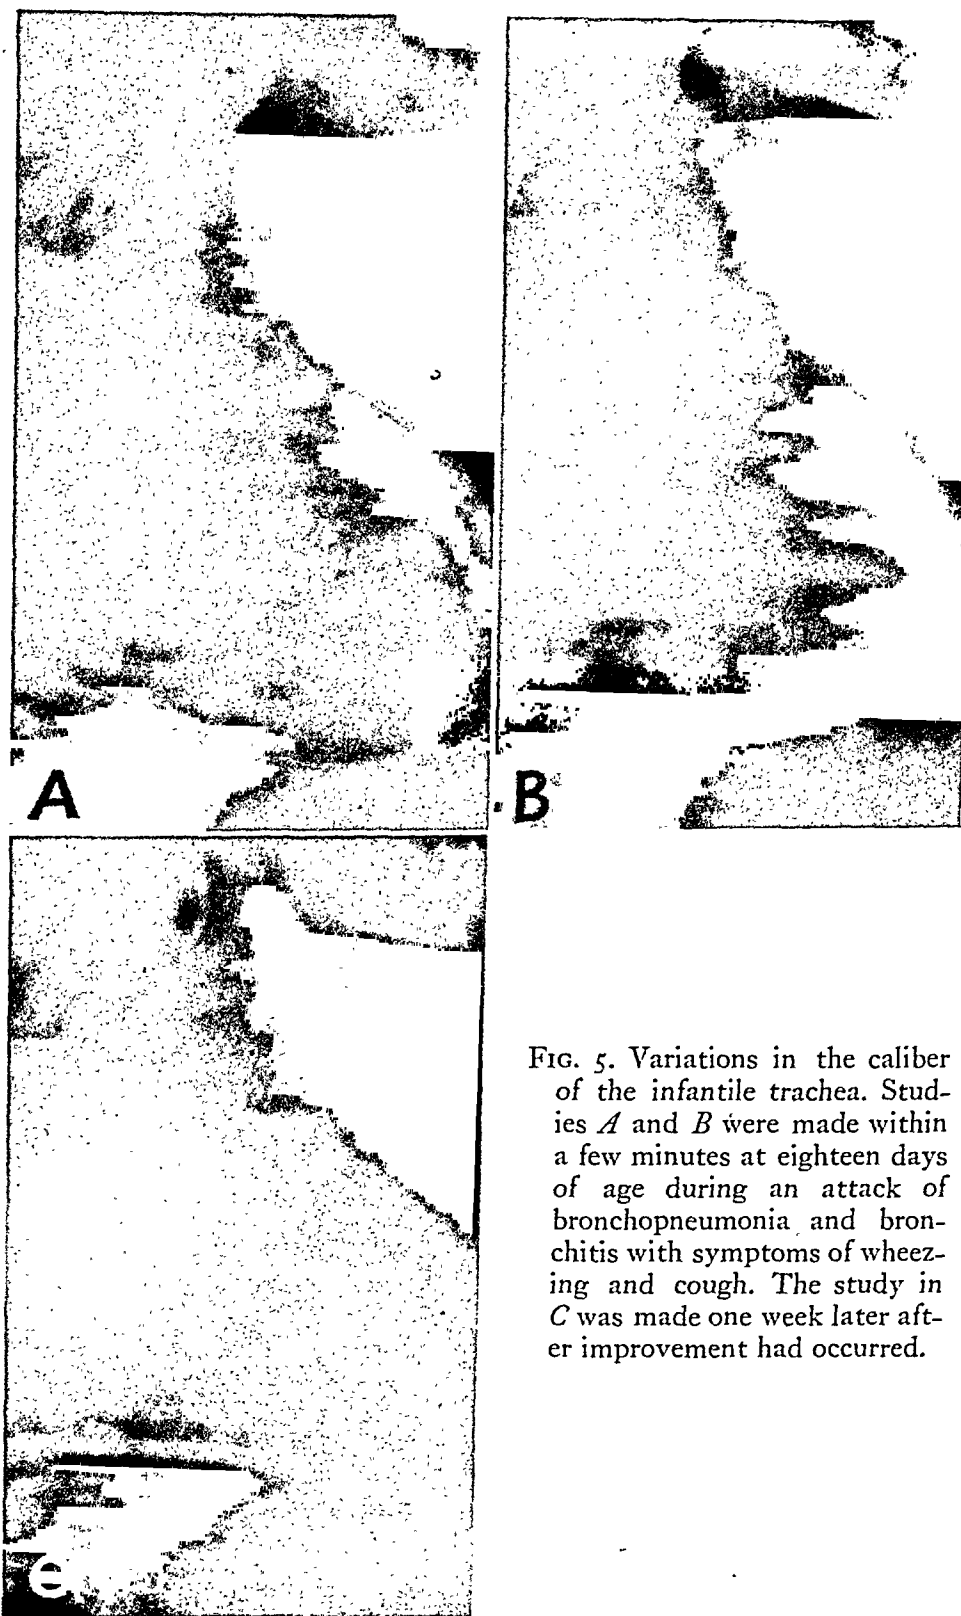 A
B
C
FIG. 5. Variations in the caliber
of the infantile trachea. Stud-
ies A and B were made within
a few minutes at eighteen days
of age during an attack of
bronchopneumonia and bron-
chitis with symptoms of wheez-
ing and cough. The study in
C was made one week later aft-
er improvement had occurred.